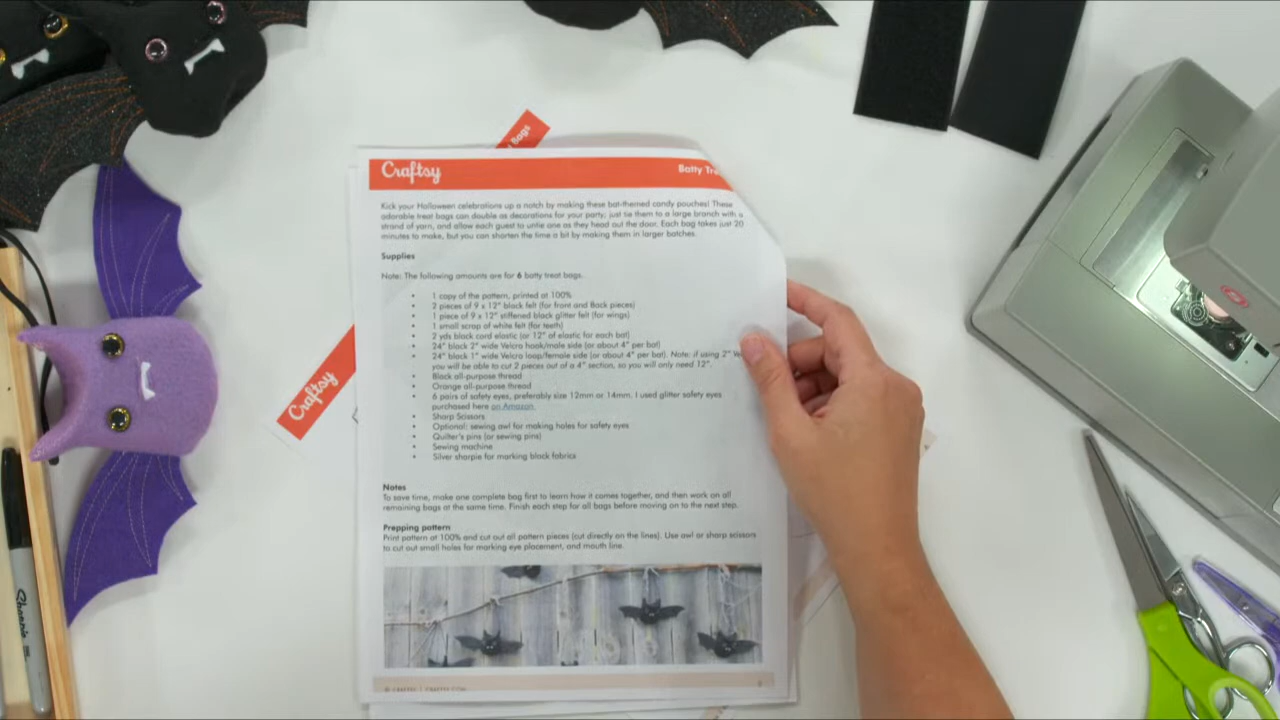 Bags
Craftsy
Batty
Kick your Halloween celebrations up a notch by making these bat-themed candy pouches! These
adorable treat bags can double as decorations for your party; just tie them to a large branch with a
strand of yarn, and allow each guest to untie one as they head out the door. Each bag takes just 20
minutes to make, but you can shorten the time a bit by making them in larger batches.
Supplies
Note: The following amounts are for 6 batty treat bags.
• 1 copy of the pattern, printed at 100%
• 2 pieces of 9 x 12" black felt (for front and Back pieces)
• 1 piece of 9 x 12" stiffened black glitter felt (for wings)
• 1 small scrap of white felt (for teeth)
• 2 yds black cord elastic (or 12" of elastic for each bat)
• 24" black 2" wide Velcro hook/male side (or about 4" per bat)
• 24" black 1" wide Velcro loop/female side (or about 4" per bat). Note: if using 2"
you will be able to cut 2 pieces out of a 4" section, so you will only need 12".
• Black all-purpose thread
• Orange all-purpose thread
• 6 pairs of safety eyes, preferably size 12mm or 14mm. I used glitter safety eyes
purchased here on Amazon.
• Sharp Scissors
• Optional: sewing awl for making holes for safety eyes
• Quilter's pins (or sewing pins)
• Sewing machine
• Silver sharpie for marking black fabrics
Notes
To save time, make one complete bag first to learn how it comes together, and then work on all
remaining bags at the same time. Finish each step for all bags before moving on to the next step.
Prepping pattern
Print pattern at 100% and cut out all pattern pieces (cut directly on the lines). Use awl or sharp scissors
to cut out small holes for marking eye placement, and mouth line.
© CRAFTSY | CRAFTSY.COM
Craftsy
Sharpie